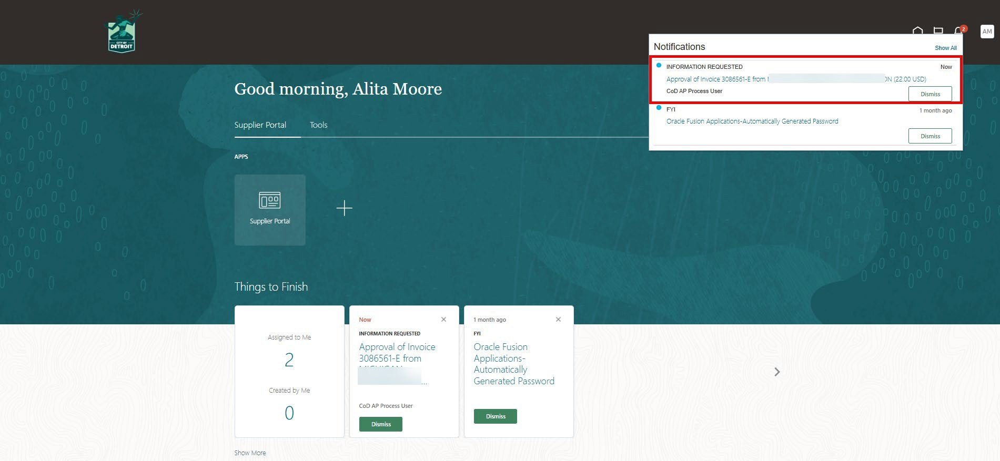 CITY OF
DETROIT
2
AM
Notifications
Show All
INFORMATION REQUESTED
Now
Approval of Invoice 3086561-E from ON (22.00 USD)
CoD AP Process User
Dismiss
FYI
1 month ago
Oracle Fusion Applications-Automatically Generated Password
Dismiss
Good morning, Alita Moore
Supplier Portal
Tools
APPS
Supplier Portal
Things to Finish
Assigned to Me
2
Created by Me
0
Now
INFORMATION REQUESTED
Approval of Invoice
3086561-E from
MICHIGAN
...
CoD AP Process User
Dismiss
1 month ago
FYI
Oracle Fusion
Applications-
Automatically
Generated Password
Dismiss
Show More